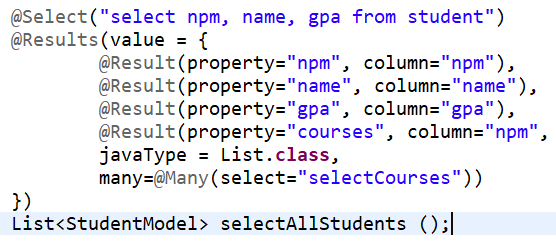 @Select("select npm, name, gpa from student")
@Results(value = {
@Result(property="npm", column="npm"),
@Result(property="name", column="name"),
@Result(property="gpa", column="gpa"),
@Result(property="courses", column="npm",
javaType = List.class,
many=@Many(select="selectCourses"))
})
List<StudentModel> selectAllStudents ();